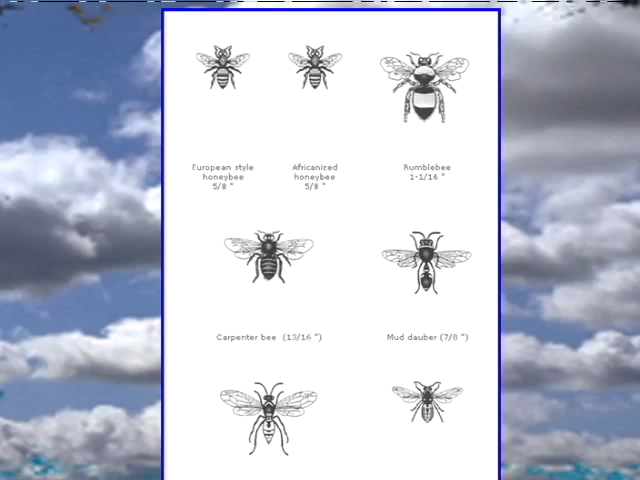 European style
honeybee
5/8 "
Africanized
honeybee
5/8 "
Bumblebee
1-1/16 "
Carpenter bee (13/16 ")
Mud dauber (7/8 ")